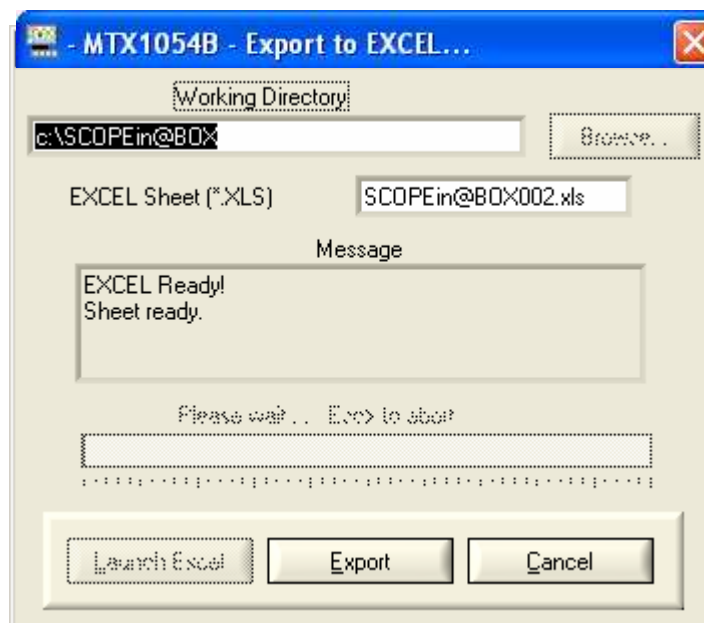 - MTX1054B - Export to EXCEL...
Working Directory
c:\SCOPEin@BOX
Browse...
EXCEL Sheet (*.XLS)
SCOPEin@BOX002.xls
Message
EXCEL Ready!
Sheet ready.
Please wait... to abort
Launch Excel
Export
Cancel